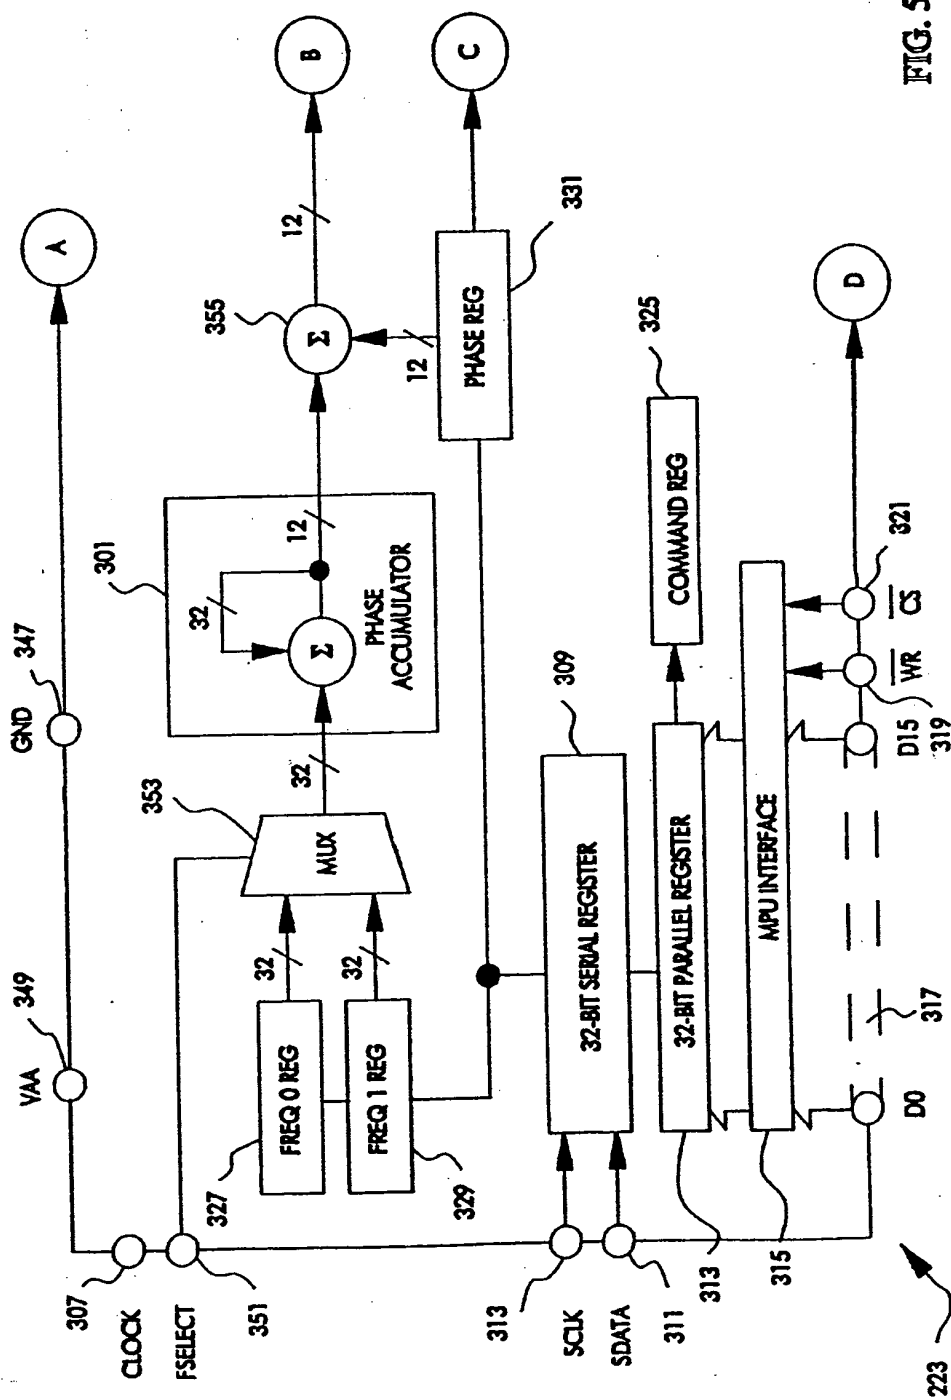 VAA
349
GND
347
A
307
CLOCK
FSELECT
351
327
FREQ 0 REG
FREQ 1 REG
329
32
32
353
MUX
32
301
32
Σ
12
PHASE
ACCUMULATOR
355
Σ
12
B
12
PHASE REG
331
C
313
SCLK
SDATA
311
32-BIT SERIAL REGISTER
309
32-BIT PARALLEL REGISTER
313
COMMAND REG
325
MPU INTERFACE
315
D0
317
D15
319
WR
CS
321
D
223
FIG. 5